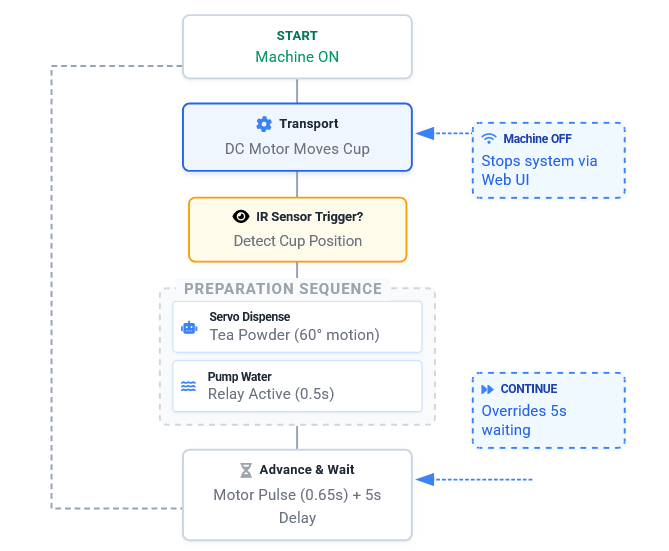 START
Machine ON
Transport
DC Motor Moves Cup
Machine OFF
Stops system via
Web UI
IR Sensor Trigger?
Detect Cup Position
PREPARATION SEQUENCE
Servo Dispense
Tea Powder (60° motion)
Pump Water
Relay Active (0.5s)
CONTINUE
Overrides 5s
waiting
Advance & Wait
Motor Pulse (0.65s) + 5s
Delay